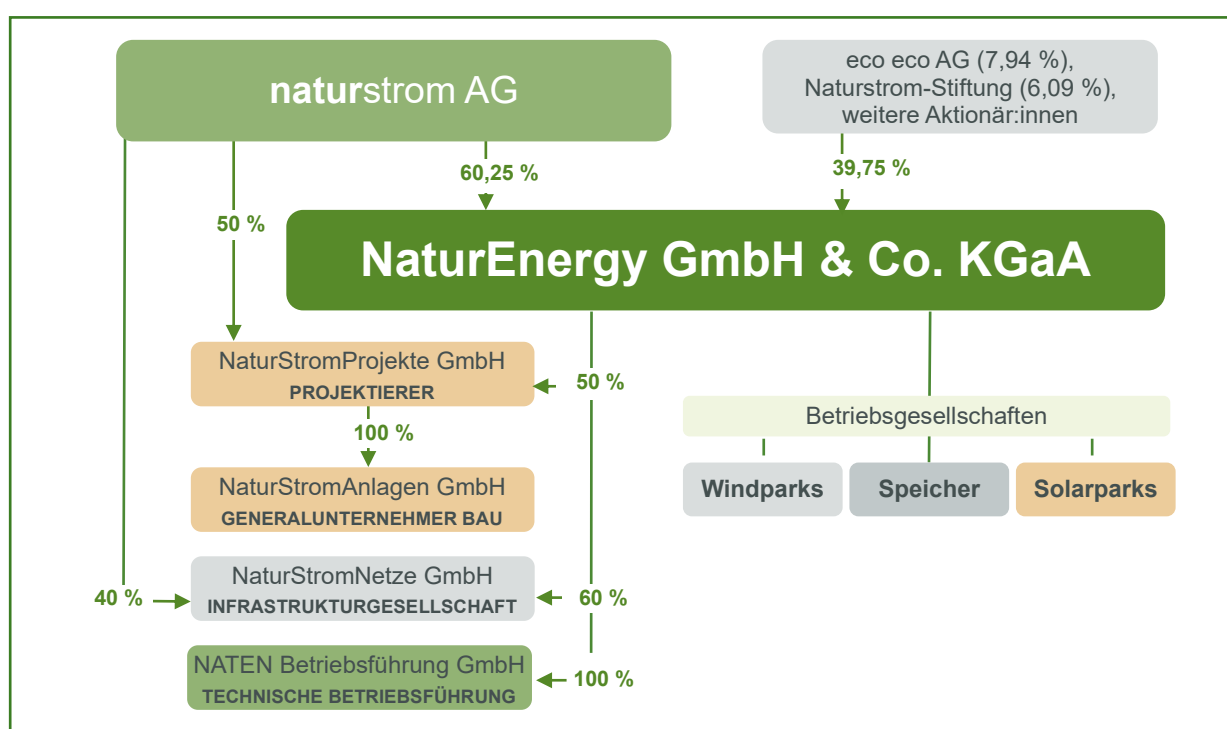 naturstrom AG
eco eco AG (7,94 %),
Naturstrom-Stiftung (6,09 %),
weitere Aktionär:innen
60,25 %
39,75 %
50 %
NaturEnergy GmbH & Co. KGaA
NaturStromProjekte GmbH
PROJEKTIERER
50 %
100 %
Betriebsgesellschaften
Windparks
Speicher
Solarparks
NaturStromAnlagen GmbH
GENERALUNTERNEHMER BAU
NaturStromNetze GmbH
INFRASTRUKTURGESELLSCHAFT
40 %
60 %
NATEN Betriebsführung GmbH
TECHNISCHE BETRIEBSFÜHRUNG
100 %